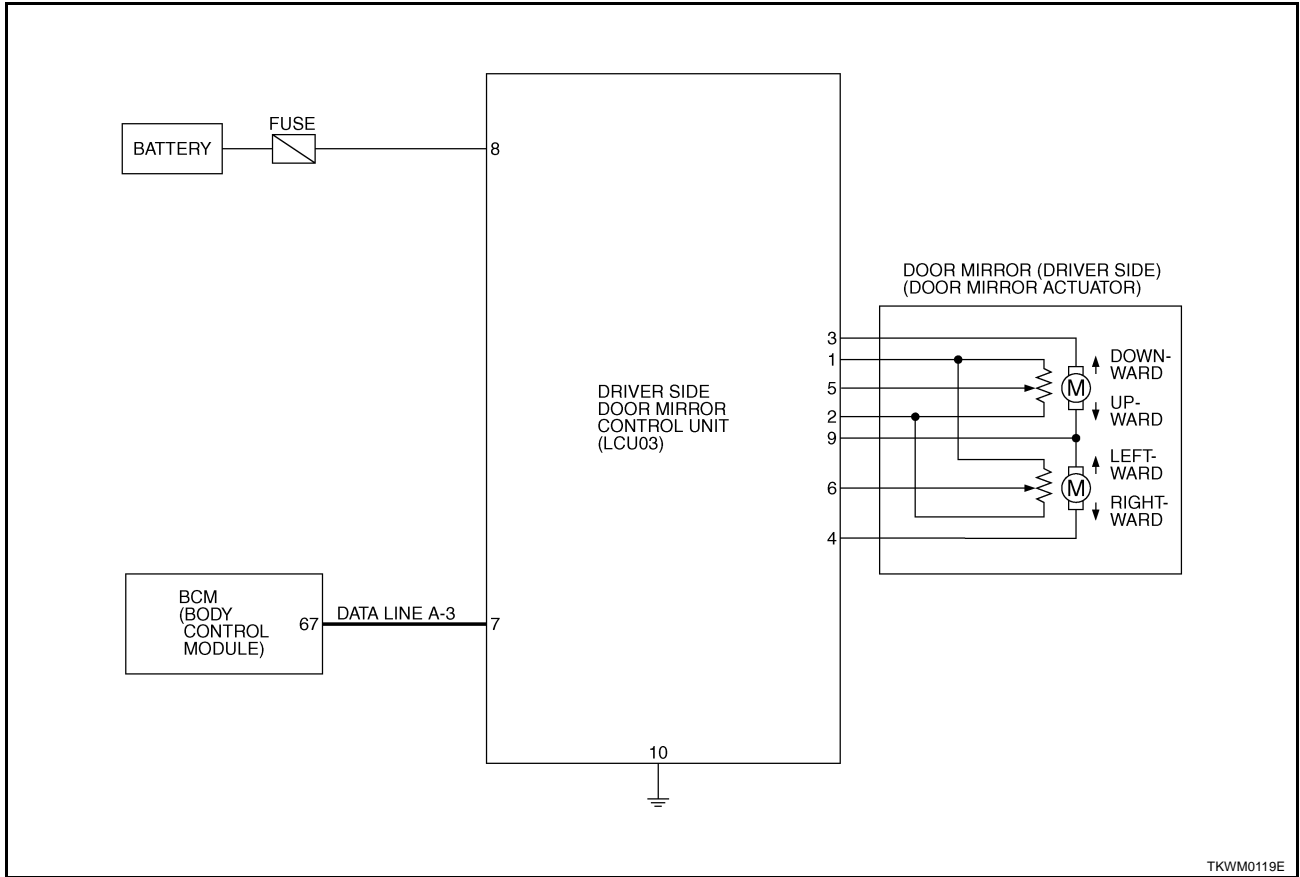 FUSE
BATTERY
8
DOOR MIRROR (DRIVER SIDE)
(DOOR MIRROR ACTUATOR)
3
1
5
2
9
6
4
M
DOWN-
WARD
UP-
WARD
M
LEFT-
WARD
RIGHT-
WARD
DRIVER SIDE
DOOR MIRROR
CONTROL UNIT
(LCU03)
BCM
(BODY
CONTROL
MODULE)
67
DATA LINE A-3
7
10
TKWM0119E